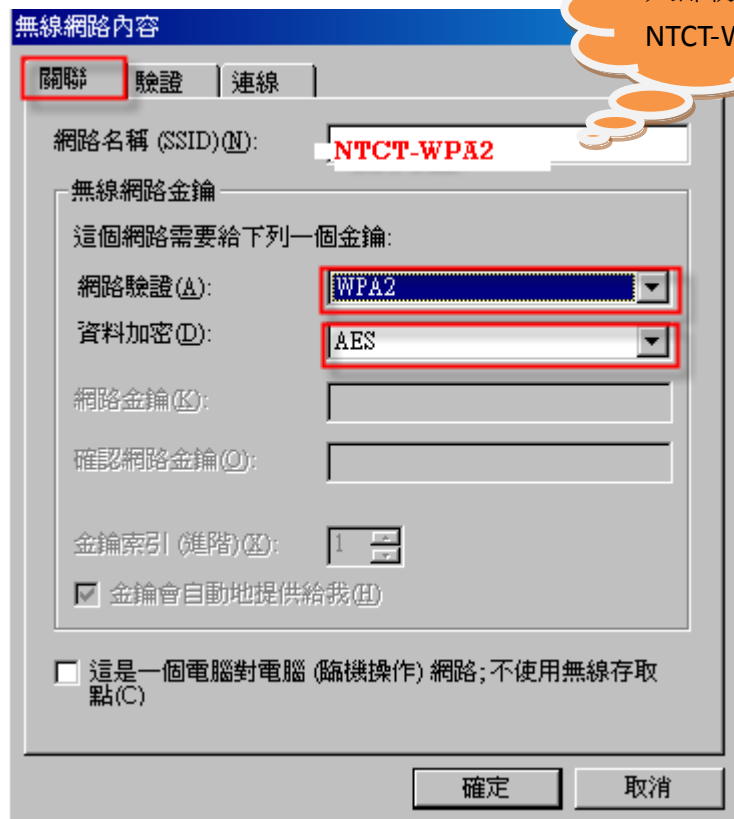 無線網路內容
NTCT-W
關聯 驗證 連線
網路名稱 (SSID)(N): NTCT-WPA2
無線網路金鑰
這個網路需要給下列一個金鑰:
網路驗證(A): WPA2
資料加密(D): AES
網路金鑰(K):
確認網路金鑰(O):
金鑰索引 (進階)(X): 1
金鑰會自動地提供給我(H)
這是一個電腦對電腦 (臨機操作) 網路;不使用無線存取
點(C)
確定 取消